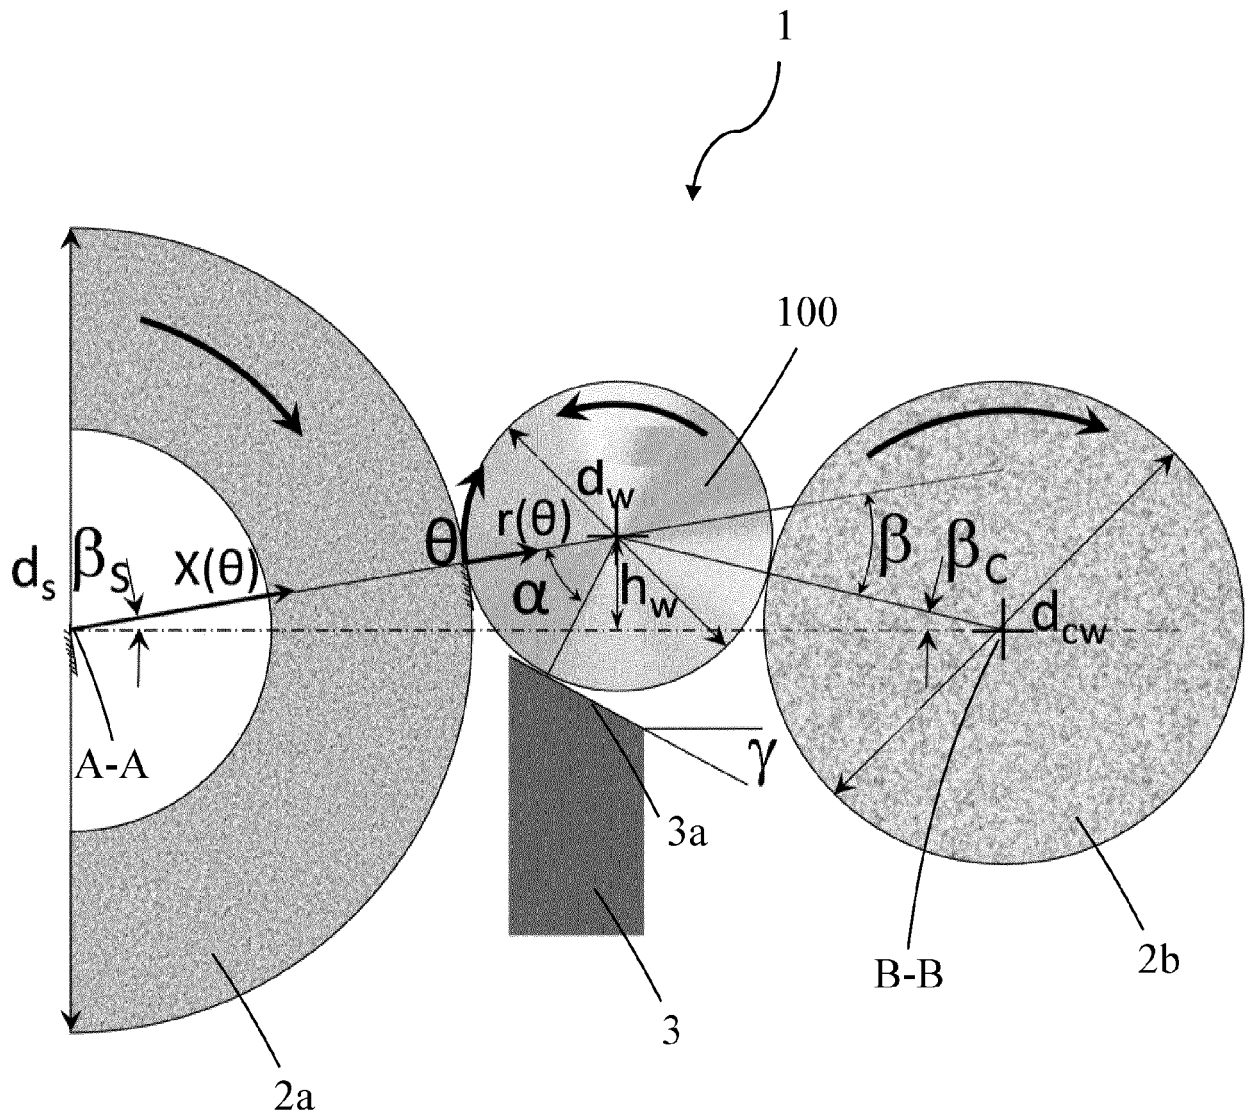 1
100
d_w
θ
r(θ)
β
β_C
d_s
β_S
X(θ)
α
h_w
d_cw
A-A
γ
3a
B-B
2b
3
2a